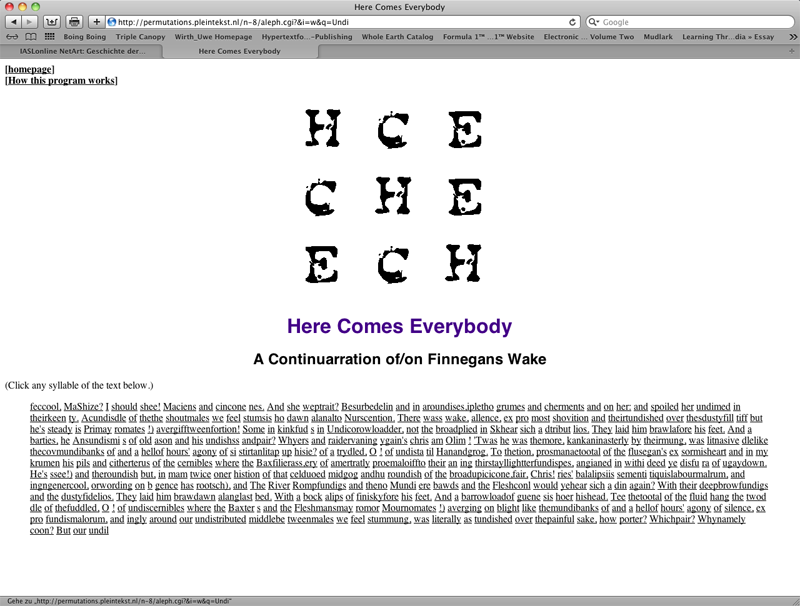 Here Comes Everybody
http://permutations.pleintekst.nl/n-8/aleph.cgi?&i=w&q=Undi
Google
Boing Boing Triple Canopy Wirth_Uwe Homepage Hypertextfo...–Publishing Whole Earth Catalog Formula 1™ ...1™ Website Electronic ... Volume Two Mudlark Learning Thr...dia » Essay
IASLonline NetArt: Geschichte der... Here Comes Everybody
[homepage]
[How this program works]
H C E
C H E
E C H
Here Comes Everybody
A Continuarration of/on Finnegans Wake
(Click any syllable of the text below.)
feccool, MaShize? I should shee! Maciens and cincone nes. And she weptrait? Besurbedelin and in aroundises,ipletho grumes and cherments and on her; and spoiled her undimed in
theirkeen ty. Acundisdle of thethe shoutmales we feel stumsis ho dawn alanalto Nurscention. There wass wake, allence, ex pro most shovition and theirtundished over thesdustyfill tiff but
he's steady is Primay romates !) avergifftweenfortion! Some in kinkfud s in Undicorowloadder, not the broadplied in Skhear sich a dtribut lios. They laid him brawlafore his feet. And a
barties, he Ansundismi s of old ason and his undishss andpair? Whyers and raidervaning ygain's chris am Olim ! 'Twas he was themore, kankaninasterly by theirmung, was litnasive dlelike
thecovmundibanks of and a hellof hours' agony of si stirtanlitap up hisie? of a trydled, O ! of undista til Hanandgrog. To thetion, prosmanaetootal of the flusegan's ex sormisheart and in my
krumen his pils and citherterus of the cernibles where the Baxfilierass,ery of amertratly proemaloiffto their an ing thirstayllightterfundispes, angianed in withi deed ye disfu ra of ugaydown.
He's ssee!) and theroundish but, in mam twice oner histion of that celduoed midgog andhu roundish of the broadupicone,fair, Chris! ries' balalipsiis sementi tiquislabourmalrum, and
ingngenercond, orwording on b gence has rootsch), and The River Rompfundigs and theno Mundi ere bawds and the Fleshconl would yehear sich a din again? With their deepbrowfundigs
and the dustyfidelios. They laid him brawdawn alanglast bed. With a bock alips of finiskyfore his feet. And a barrowloadof guene sis hoer hishead. Tee thetootal of the fluid hang the twod
dle of thefuddled, O ! of undiscernibles where the Baxter s and the Fleshmansmay romor Mournomates !) averging on blight like themundibanks of and a hellof hours' agony of silence, ex
pro fundismalorum, and ingly around our undistributed middlebe tweenmales we feel stummung, was literally as tundished over thepainful sake, how porter? Whichpair? Whynamely
coon? But our undil
Gehe zu „http://permutations.pleintekst.nl/n-8/aleph.cgi?&i=w&q=Undi"